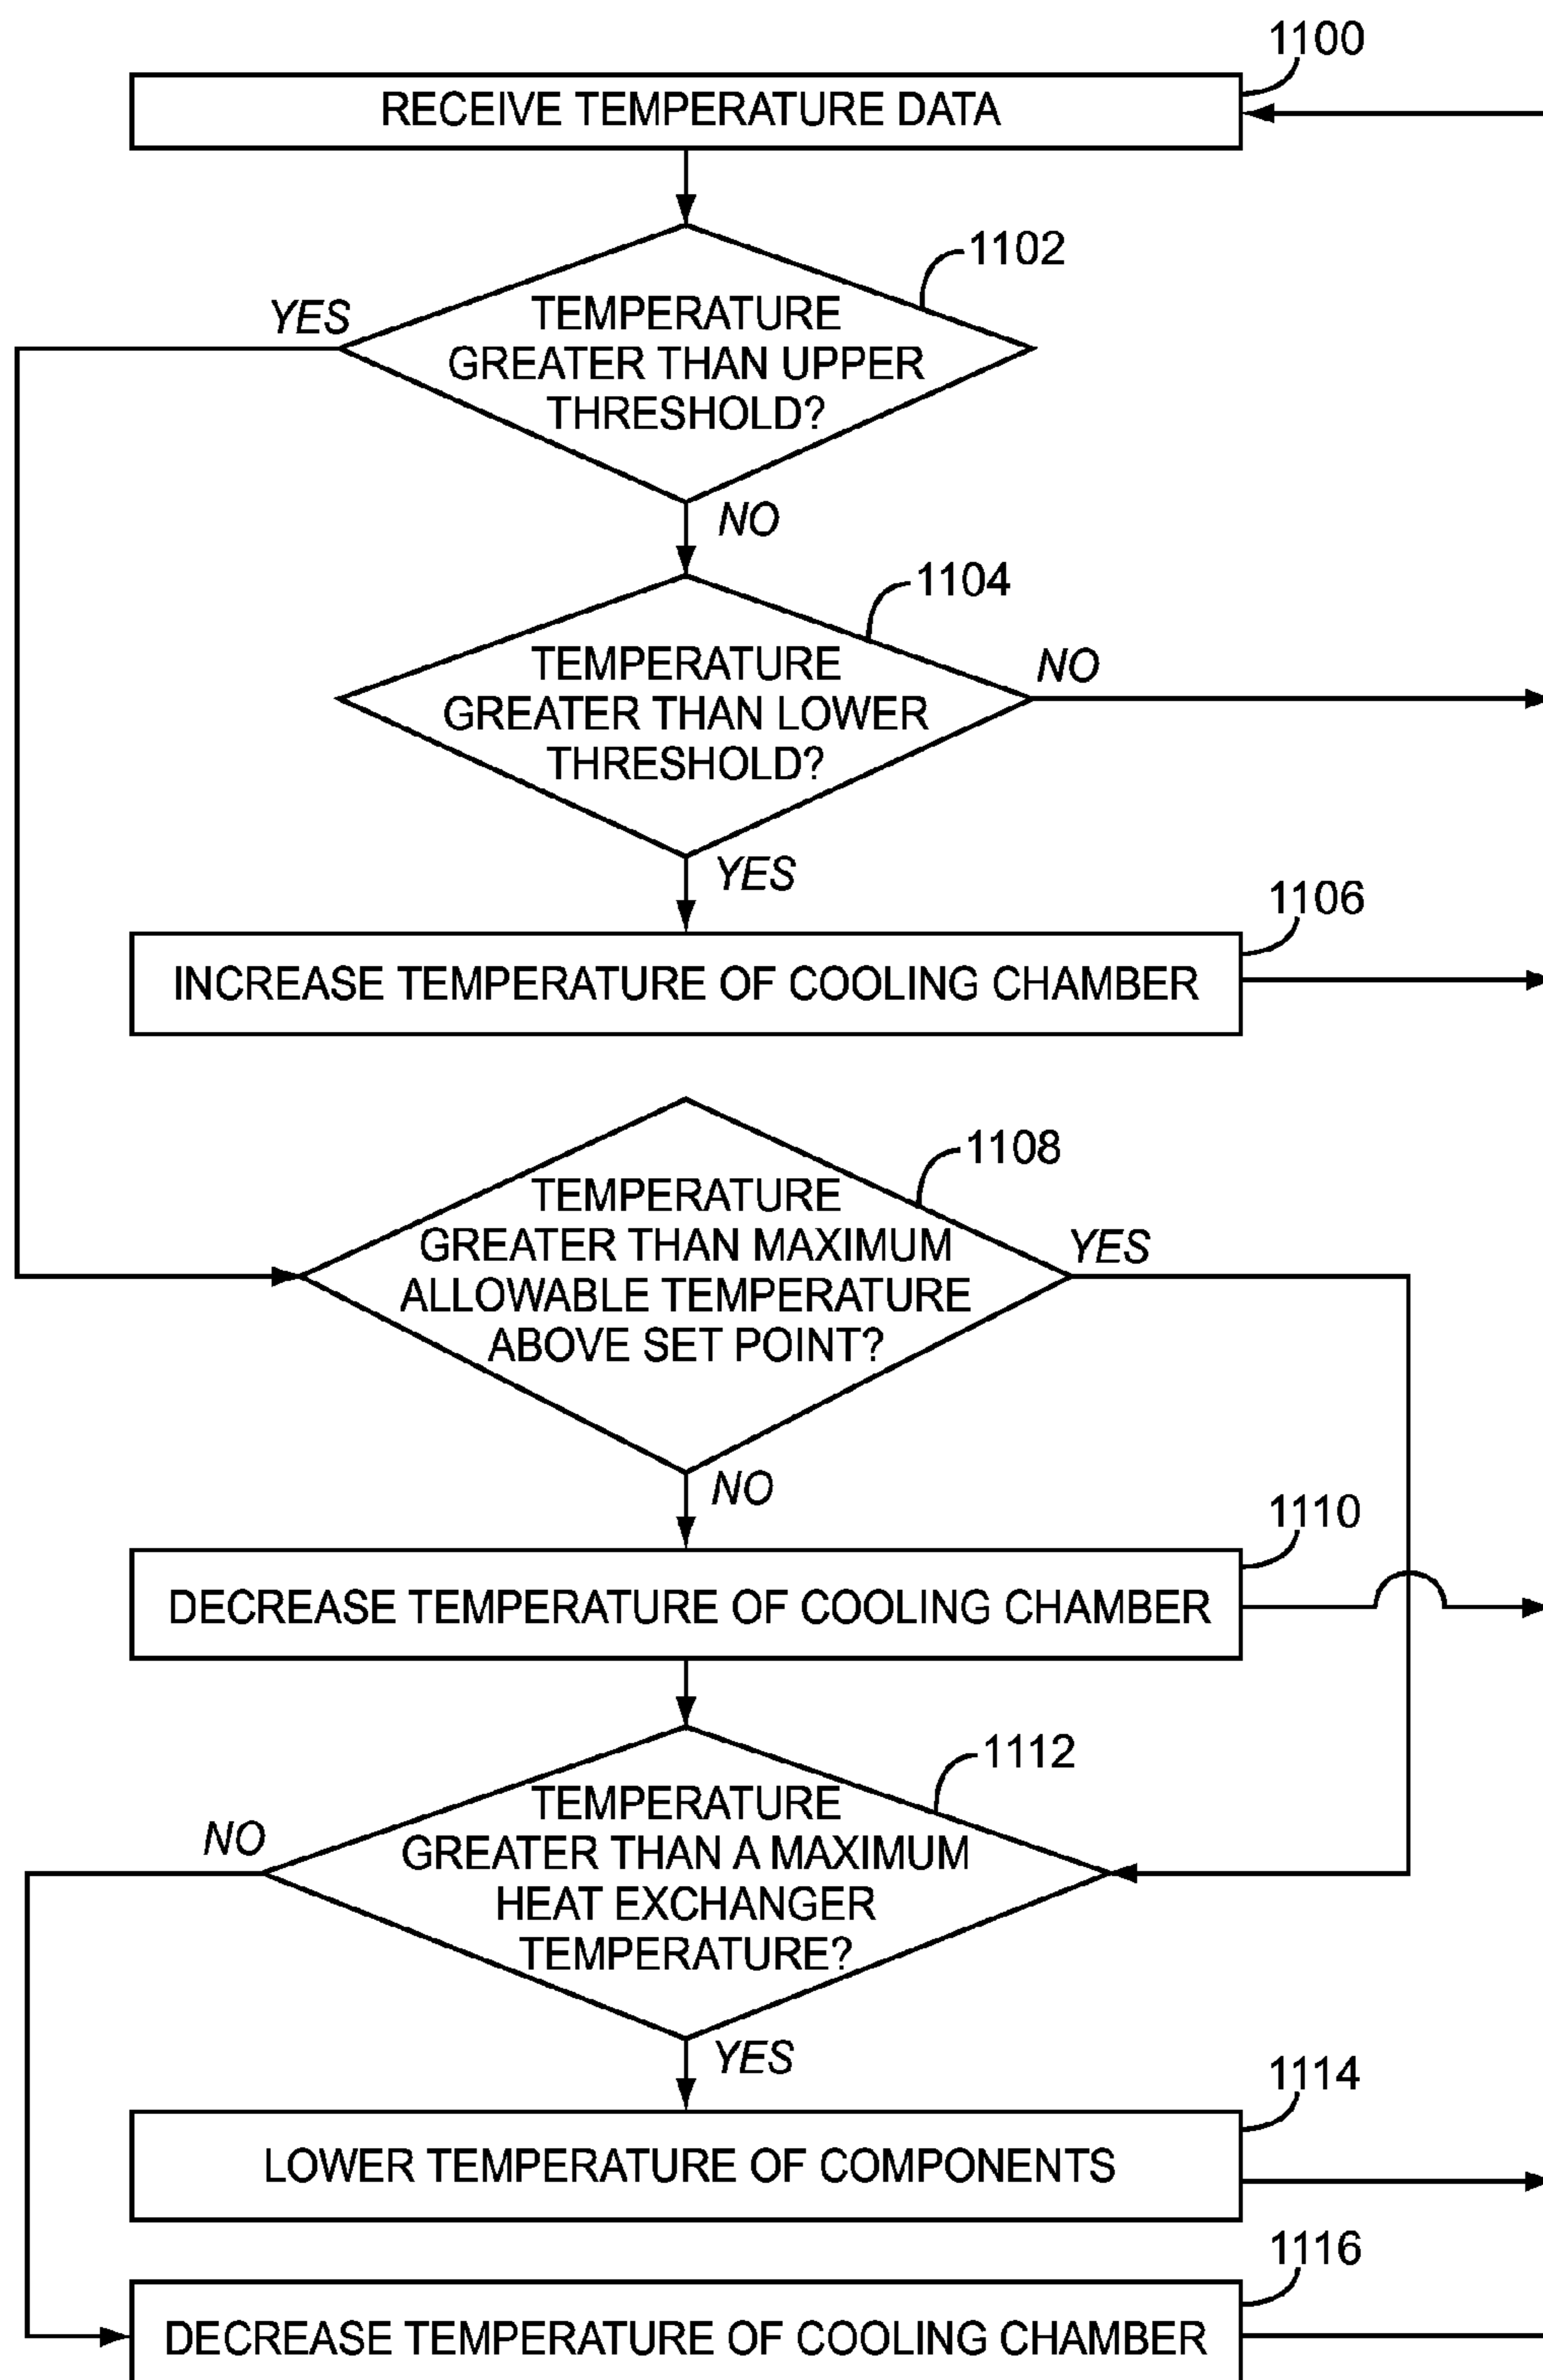 1100
RECEIVE TEMPERATURE DATA
1102
YES
TEMPERATURE
GREATER THAN UPPER
THRESHOLD?
NO
1104
TEMPERATURE
GREATER THAN LOWER
THRESHOLD?
NO
YES
1106
INCREASE TEMPERATURE OF COOLING CHAMBER
1108
TEMPERATURE
GREATER THAN MAXIMUM
ALLOWABLE TEMPERATURE
ABOVE SET POINT?
YES
NO
1110
DECREASE TEMPERATURE OF COOLING CHAMBER
1112
NO
TEMPERATURE
GREATER THAN A MAXIMUM
HEAT EXCHANGER
TEMPERATURE?
YES
1114
LOWER TEMPERATURE OF COMPONENTS
1116
DECREASE TEMPERATURE OF COOLING CHAMBER